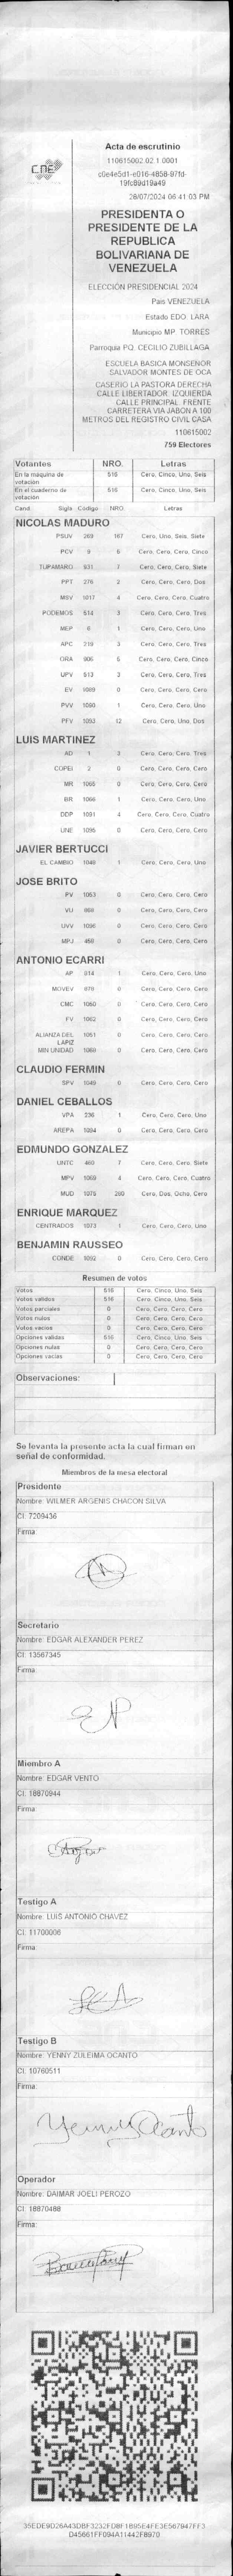 CNE
Acta de escrutinio
110615002.02.1.0001
28/07/2024 06:41:03 PM
PRESIDENTA O
PRESIDENTE DE LA
REPUBLICA
BOLIVARIANA DE
VENEZUELA
ELECCIÓN PRESIDENCIAL 2024
Pais VENEZUELA
Estado EDO. LARA
Municipio MP. TORRES
Parroquia PQ. CECILIO ZUBILLAGA
ESCUELA BASICA MONSEÑOR
SALVADOR MONTES DE OCA
CASERIO LA PASTORA DERECHA
CALLE LIBERTADOR. IZQUIERDA
CALLE PRINCIPAL. FRENTE
CARRETERA VIA JABON A 100
METROS DEL REGISTRO CIVIL CASA
110615002
759 Electores
Votantes NRO. Letras
En la maquina de votación 516 Cero, Cinco, Uno, Seis
En el cuaderno de votación 516 Cero, Cinco, Uno, Seis
Cand Sigla Código NRO Letras
NICOLAS MADURO
PSUV 269 167 Cero, Uno, Seis, Siete
PCV 9 5 Cero, Cero, Cero, Cinco
TUPAMARO 531 7 Cero, Cero, Cero, Siete
PPT 276 2 Cero, Cero, Cero, Dos
MSV 1017 4 Cero, Cero, Cero, Cuatro
PODEMOS 514 3 Cero, Cero, Cero, Tres
MEP 6 1 Cero, Cero, Cero, Uno
APC 318 3 Cero, Cero, Cero, Tres
ORA 906 5 Cero, Cero, Cero, Cinco
UPV 513 3 Cero, Cero, Cero, Tres
EV 1089 0 Cero, Cero, Cero, Cero
PVV 1090 1 Cero, Cero, Cero, Uno
PFV 1093 12 Cero, Cero, Uno, Dos
LUIS MARTINEZ
AD 1 3 Cero, Cero, Cero, Tres
COPEI 2 0 Cero, Cero, Cero, Cero
MR 1065 0 Cero, Cero, Cero, Cero
BR 1066 1 Cero, Cero, Cero, Uno
DDP 1091 4 Cero, Cero, Cero, Cuatro
UNE 1096 0 Cero, Cero, Cero, Cero
JAVIER BERTUCCI
EL CAMBIO 1048 1 Cero, Cero, Cero, Uno
JOSE BRITO
PV 1053 0 Cero, Cero, Cero, Cero
VU 868 0 Cero, Cero, Cero, Cero
UVV 1086 0 Cero, Cero, Cero, Cero
MPJ 458 0 Cero, Cero, Cero, Cero
ANTONIO ECARRI
AP 914 1 Cero, Cero, Cero, Uno
MOVEV 879 0 Cero, Cero, Cero, Cero
CMC 1050 0 Cero, Cero, Cero, Cero
FV 1062 0 Cero, Cero, Cero, Cero
ALIANZA DEL LAPIZ 1051 0 Cero, Cero, Cero, Cero
MIN UNIDAD 1060 0 Cero, Cero, Cero, Cero
CLAUDIO FERMIN
SPV 1049 0 Cero, Cero, Cero, Cero
DANIEL CEBALLOS
VPA 236 1 Cero, Cero, Cero, Uno
AREPA 1094 0 Cero, Cero, Cero, Cero
EDMUNDO GONZALEZ
UNTC 460 7 Cero, Cero, Cero, Siete
MPV 1069 4 Cero, Cero, Cero, Cuatro
MUD 1075 280 Cero, Dos, Ocho, Cero
ENRIQUE MARQUEZ
CENTRADOS 1073 1 Cero, Cero, Cero, Uno
BENJAMIN RAUSSEO
CONDE 1092 0 Cero, Cero, Cero, Cero
Resumen de votos
Votos 516 Cero, Cinco, Uno, Seis
Votos validos 516 Cero, Cinco, Uno, Seis
Votos parciales 0 Cero, Cero, Cero, Cero
Votos nulos 0 Cero, Cero, Cero, Cero
Votos vacios 0 Cero, Cero, Cero, Cero
Opciones validas 516 Cero, Cinco, Uno, Seis
Opciones nulas 0 Cero, Cero, Cero, Cero
Opciones vacias 0 Cero, Cero, Cero, Cero
Observaciones:
Se levanta la presente acta la cual firman en
señal de conformidad.
Miembros de la mesa electoral
Presidente
Nombre: WILMER ARGENIS CHACON SILVA
CI: 7209436
Firma:
Secretario
Nombre: EDGAR ALEXANDER PEREZ
CI: 13567345
Firma:
Miembro A
Nombre: EDGAR VENTO
CI: 18870944
Firma:
Testigo A
Nombre: LUIS ANTONIO CHAVEZ
CI: 11700006
Firma:
Testigo B
Nombre: YENNY ZULEIMA OCANTO
CI: 10760511
Firma:
Yenny Ocanto
Operador
Nombre: DAIMAR JOELI PEROZO
CI: 18870488
Firma: